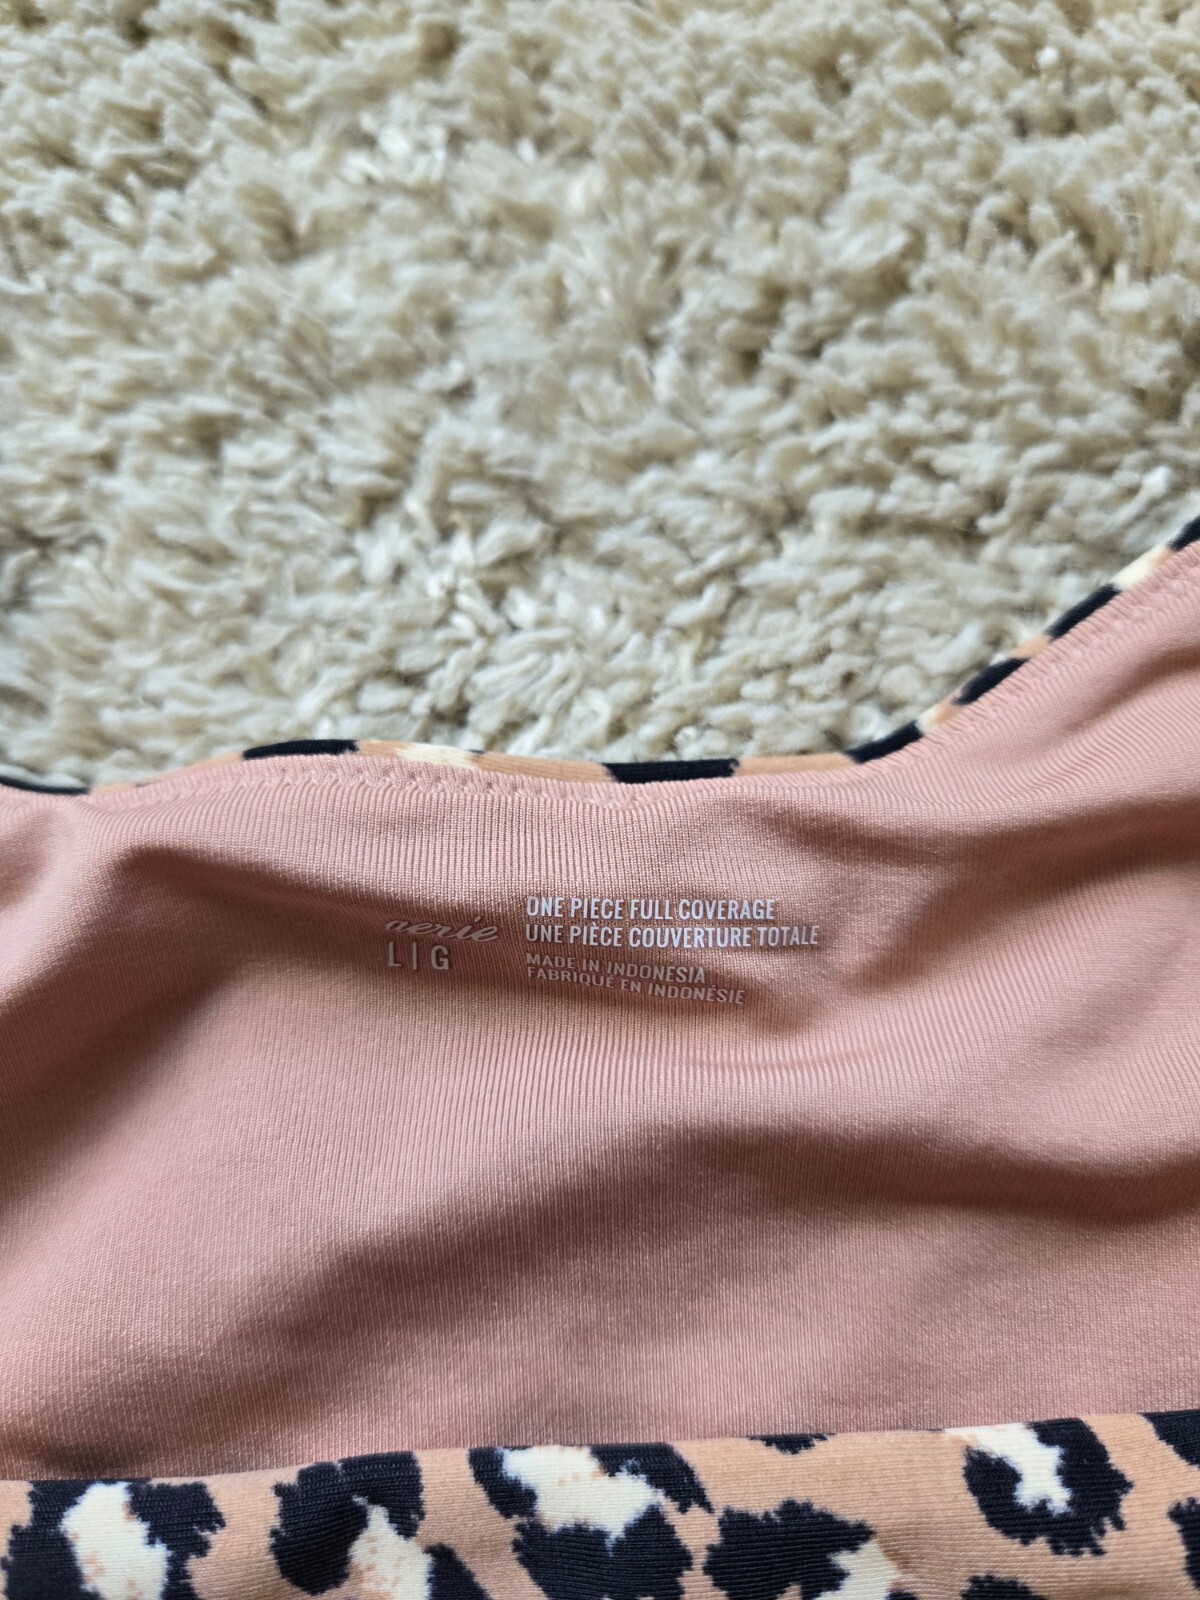 aerie
L | G
ONE PIECE FULL COVERAGE
UNE PIÈCE COUVERTURE TOTALE
MADE IN INDONESIA
FABRIQUÉ EN INDONÉSIE